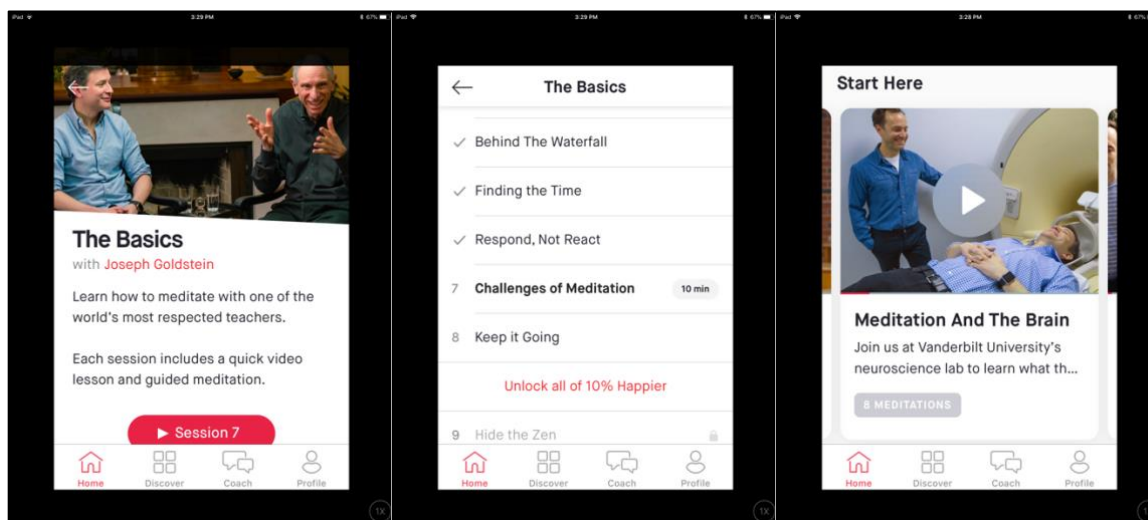 iPad
3:29 PM
67%
The Basics
with Joseph Goldstein
Learn how to meditate with one of the
world's most respected teachers.
Each session includes a quick video
lesson and guided meditation.
Session 7
Home
Discover
Coach
Profile
1X
iPad
3:29 PM
67%
The Basics
Behind The Waterfall
Finding the Time
Respond, Not React
7 Challenges of Meditation 10 min
8 Keep it Going
Unlock all of 10% Happier
9 Hide the Zen
Home
Discover
Coach
Profile
1X
iPad
3:28 PM
67%
Start Here
Meditation And The Brain
Join us at Vanderbilt University's
neuroscience lab to learn what th...
8 MEDITATIONS
Home
Discover
Coach
Profile